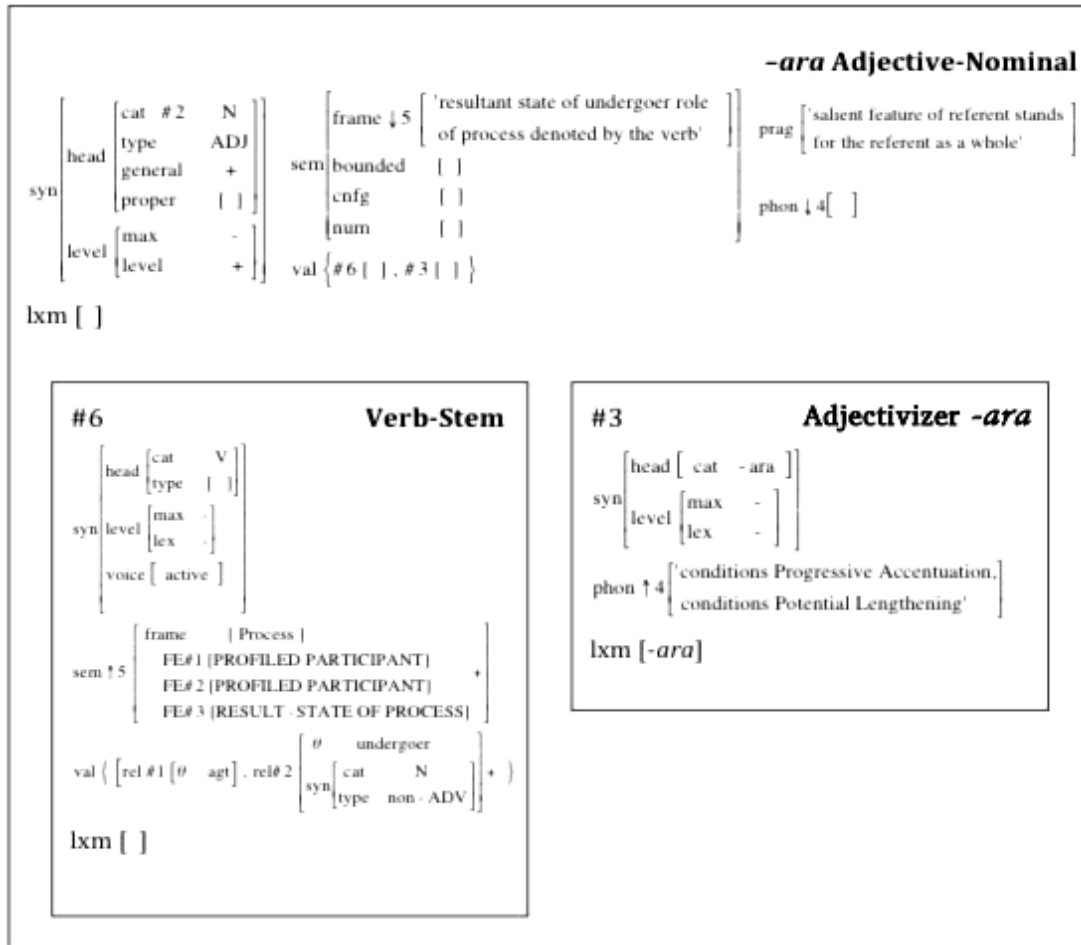 –ara Adjective-Nominal
syn [ head [ cat #2 N
type ADJ
general +
proper [ ] ]
level [ max -
level + ] ]
sem [ frame ↓ 5 [ 'resultant state of undergoer role
of process denoted by the verb' ]
bounded [ ]
cnfg [ ]
num [ ] ]
val { #6 [ ] , #3 [ ] }
prag [ 'salient feature of referent stands
for the referent as a whole' ]
phon ↓ 4 [ ]
lxm [ ]
#6 Verb-Stem
syn [ head [ cat V
type [ ] ]
level [ max -
lex - ]
voice [ active ] ]
sem ↑ 5 [ frame [ Process ]
FE# 1 [PROFILED PARTICIPANT]
FE# 2 [PROFILED PARTICIPANT]
FE# 3 [RESULT - STATE OF PROCESS] + ]
val { [ rel #1 [ θ agt ] . rel# 2 [ θ undergoer
syn [ cat N
type non - ADV ] ] + }
lxm [ ]
#3 Adjectivizer -ara
syn [ head [ cat - ara ]
level [ max -
lex - ] ]
phon ↑ 4 [ 'conditions Progressive Accentuation,
conditions Potential Lengthening' ]
lxm [-ara]